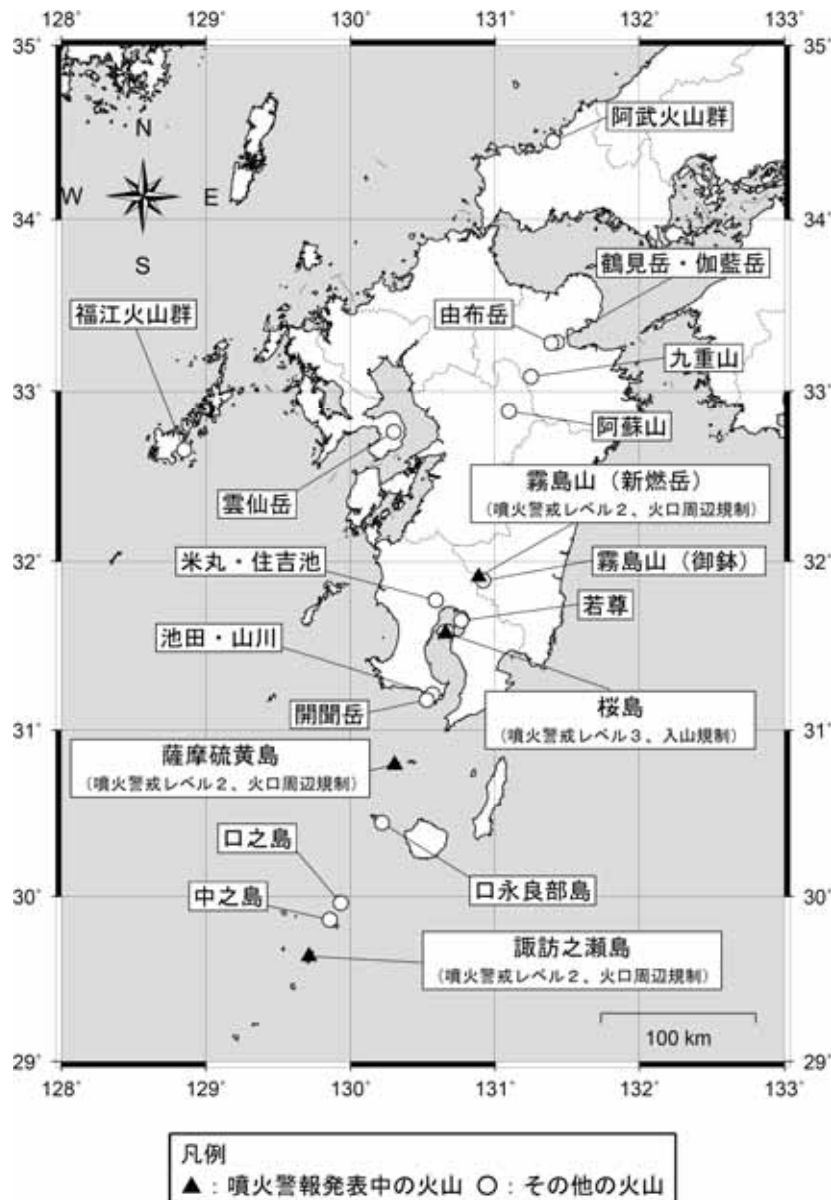 128° 129° 130° 131° 132° 133°
35° 35°
阿武火山群
N
W E
34° 34°
S
鶴見岳・伽藍岳
福江火山群
由布岳
九重山
33° 33°
阿蘇山
霧島山（新燃岳）
（噴火警戒レベル２、火口周辺規制）
雲仙岳
32° 32°
米丸・住吉池
霧島山（御鉢）
若尊
池田・山川
開聞岳
桜島
（噴火警戒レベル３、入山規制）
31° 31°
薩摩硫黄島
（噴火警戒レベル２、火口周辺規制）
口之島
口永良部島
中之島
30° 30°
諏訪之瀬島
（噴火警戒レベル２、火口周辺規制）
100 km
29° 29°
128° 129° 130° 131° 132° 133°
凡例
▲：噴火警報発表中の火山 ○：その他の火山